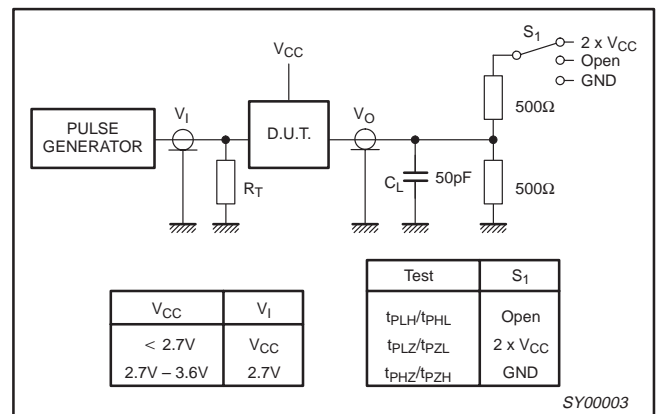 S1
2 x VCC
Open
GND
VCC
500Ω
PULSE
GENERATOR
VI
D.U.T.
VO
RT
CL
50pF
500Ω
VCC VI
< 2.7V VCC
2.7V – 3.6V 2.7V
Test S1
tPLH/tPHL Open
tPLZ/tPZL 2 x VCC
tPHZ/tPZH GND
SY00003